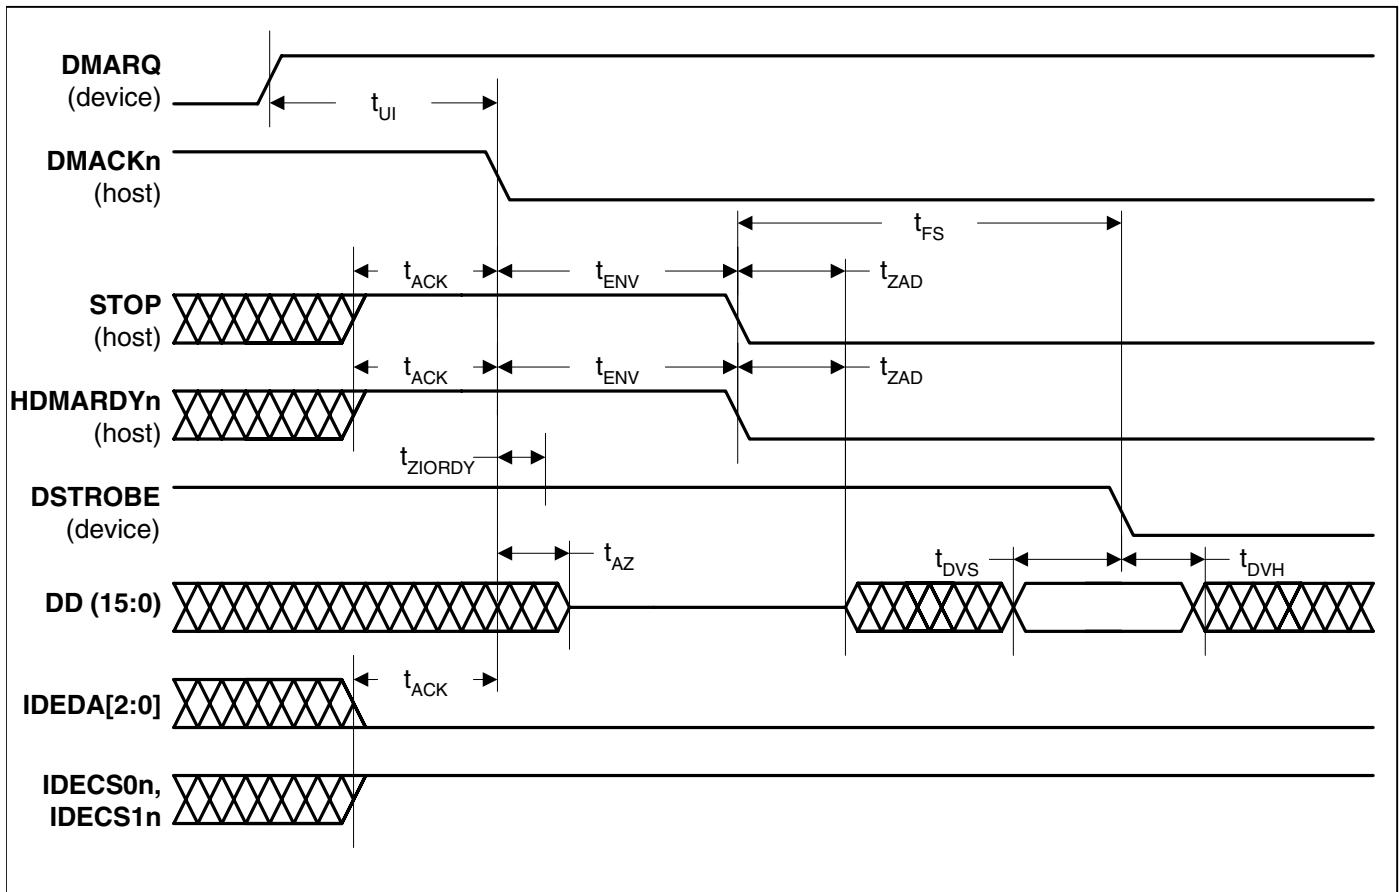 DMARQ
(device)
t_UI
DMACKn
(host)
t_FS
t_ACK
t_ENV
t_ZAD
STOP
(host)
t_ACK
t_ENV
t_ZAD
HDMARDYn
(host)
t_ZIORDY
DSTROBE
(device)
t_AZ
t_DVS
t_DVH
DD (15:0)
t_ACK
IDEDA[2:0]
IDECS0n,
IDECS1n